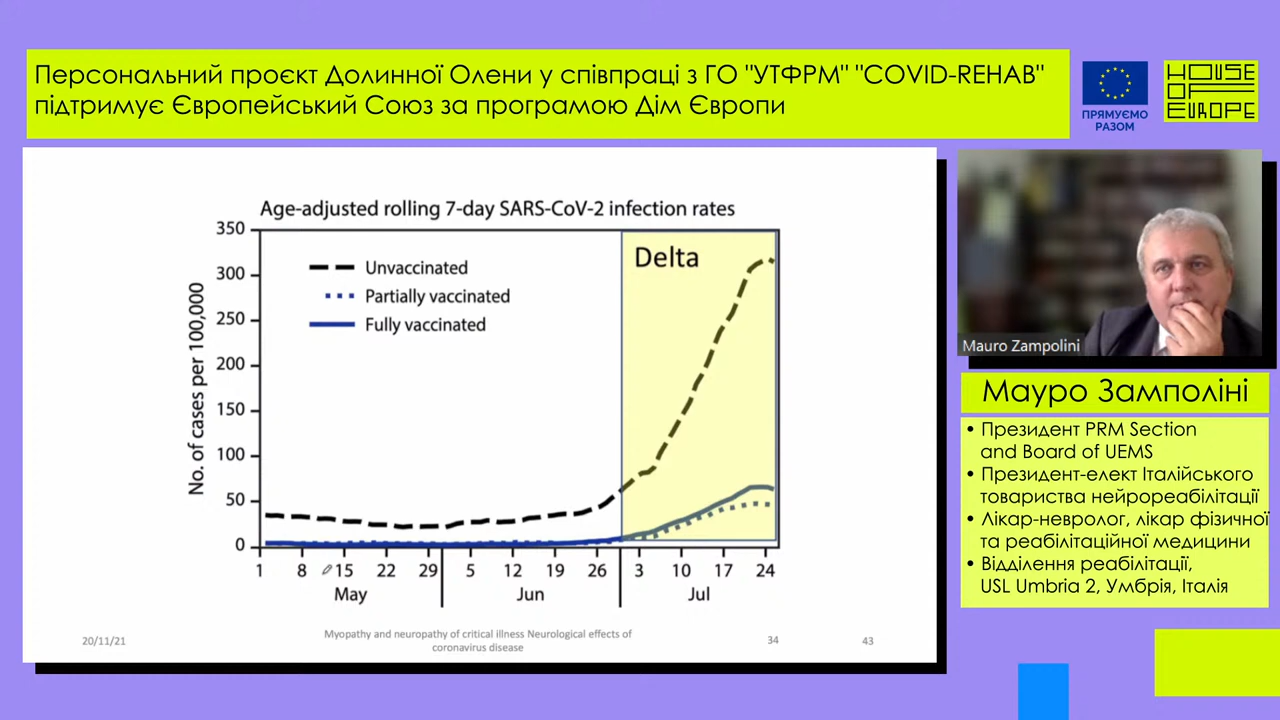 Персональний проєкт Долинної Олени у співпраці з ГО "УТФРМ" "COVID-REHAB"
підтримує Європейський Союз за програмою Дім Європи
ПРЯМУЄМО
РАЗОМ
HOUSE
OF
EUROPE
Age-adjusted rolling 7-day SARS-CoV-2 infection rates
No. of cases per 100,000
350
300
250
200
150
100
50
0
Unvaccinated
Partially vaccinated
Fully vaccinated
Delta
1 8 15 22 29 5 12 19 26 3 10 17 24
May Jun Jul
20/11/21
Myopathy and neuropathy of critical illness Neurological effects of
coronavirus disease
34
43
Mauro Zampolini
Мауро Замполіні
• Президент PRM Section
and Board of UEMS
• Президент-елект Італійського
товариства нейрореабілітації
• Лікар-невролог, лікар фізичної
та реабілітаційної медицини
• Відділення реабілітації,
USL Umbria 2, Умбрія, Італія